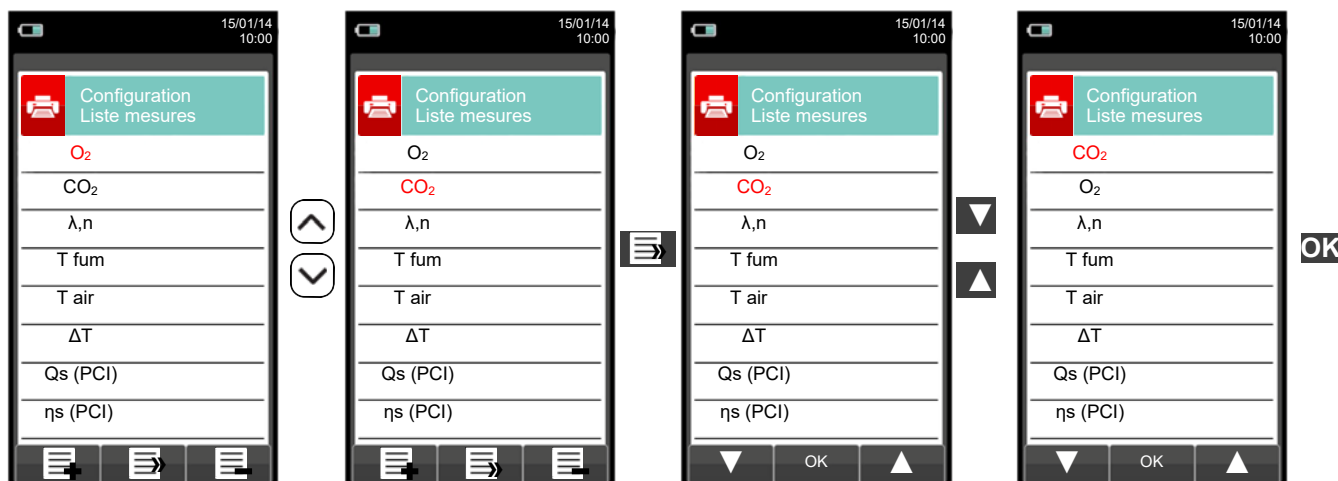 15/01/14
10:00
Configuration
Liste mesures
O₂
CO₂
λ,n
T fum
T air
ΔT
Qs (PCI)
ηs (PCI)
15/01/14
10:00
Configuration
Liste mesures
O₂
CO₂
λ,n
T fum
T air
ΔT
Qs (PCI)
ηs (PCI)
15/01/14
10:00
Configuration
Liste mesures
O₂
CO₂
λ,n
T fum
T air
ΔT
Qs (PCI)
ηs (PCI)
OK
15/01/14
10:00
Configuration
Liste mesures
CO₂
O₂
λ,n
T fum
T air
ΔT
Qs (PCI)
ηs (PCI)
OK
OK